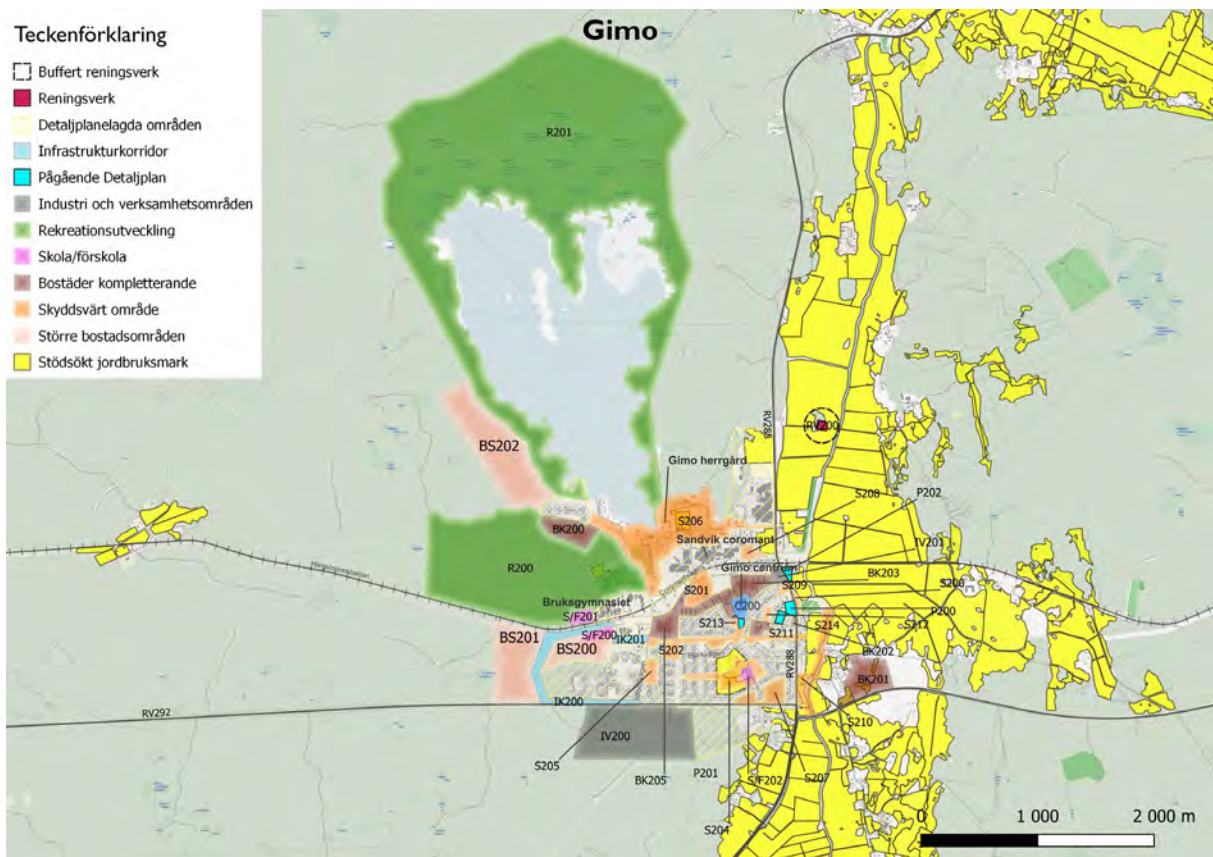 Gimo
Teckenförklaring
Buffert reningsverk
Reningsverk
Detaljplanelagda områden
Infrastrukturkorridor
Pågående Detaljplan
Industri och verksamhetsområden
Rekreationsutveckling
Skola/förskola
Bostäder kompletterande
Skyddsvärt område
Större bostadsområden
Stödsökt jordbruksmark
R201
RV288
RV200
BS202
Gimo herrgård
S208
P202
S206
BK200
Sandvik coromant
IV201
R200
Gimo centrum
BK203
S209
S200
S201
Bruksgymnasiet
S/F201
C200
P200
S/F200
IK201
S213
S211
S214
S212
BS201
BS200
S202
BK202
RV288
BK201
IK200
RV292
S210
IV200
S205
BK205
P201
S/F202
S207
S204
0
1 000
2 000 m